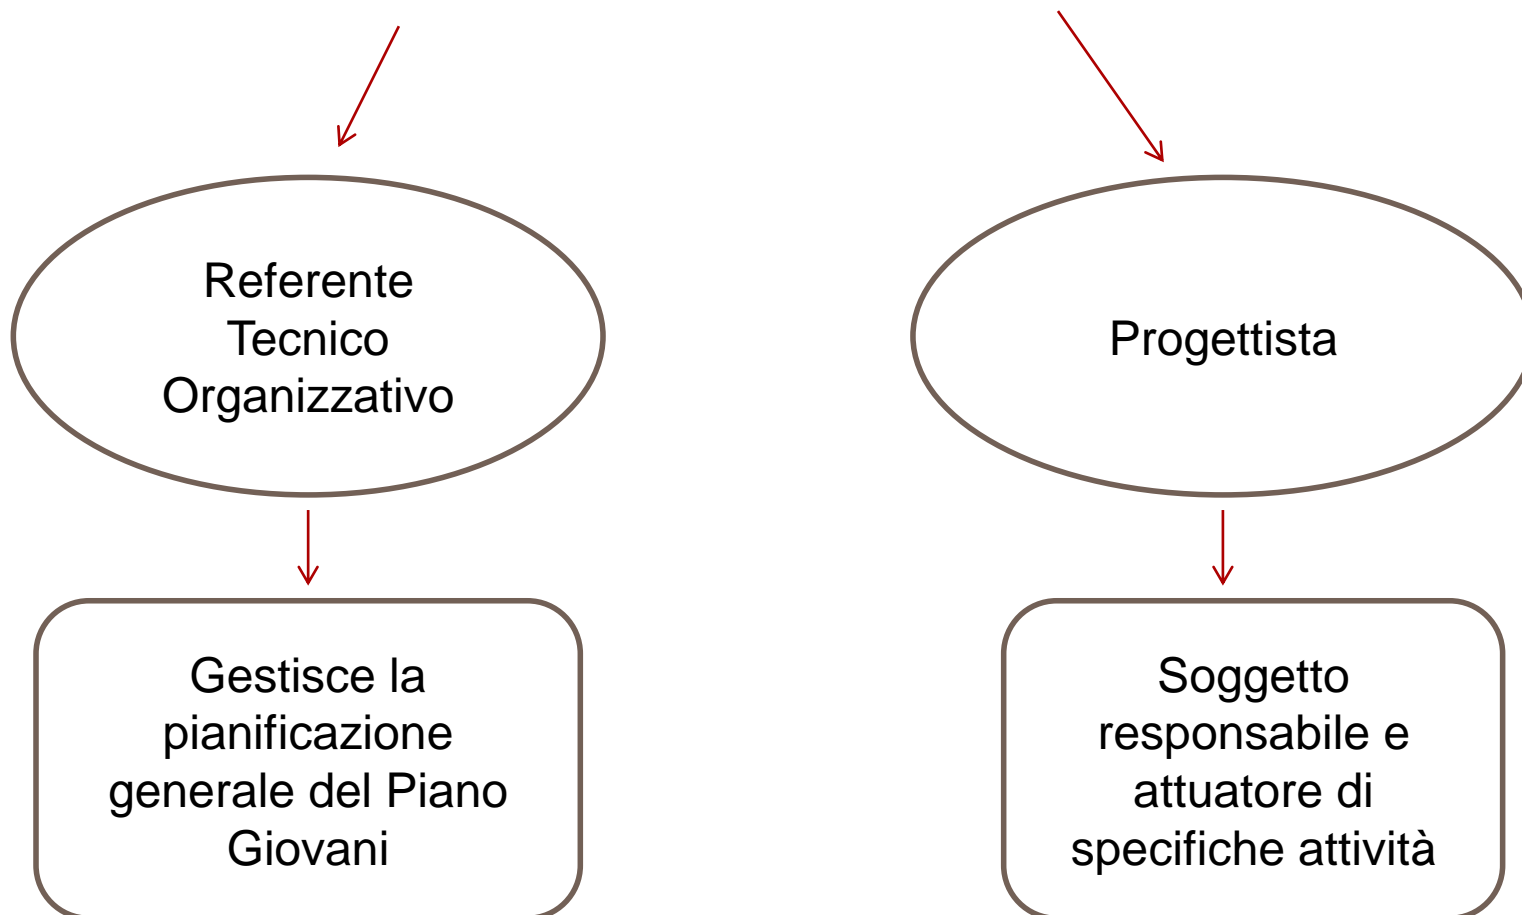 Referente
Tecnico
Organizzativo
Progettista
Gestisce la
pianificazione
generale del Piano
Giovani
Soggetto
responsabile e
attuatore di
specifiche attività